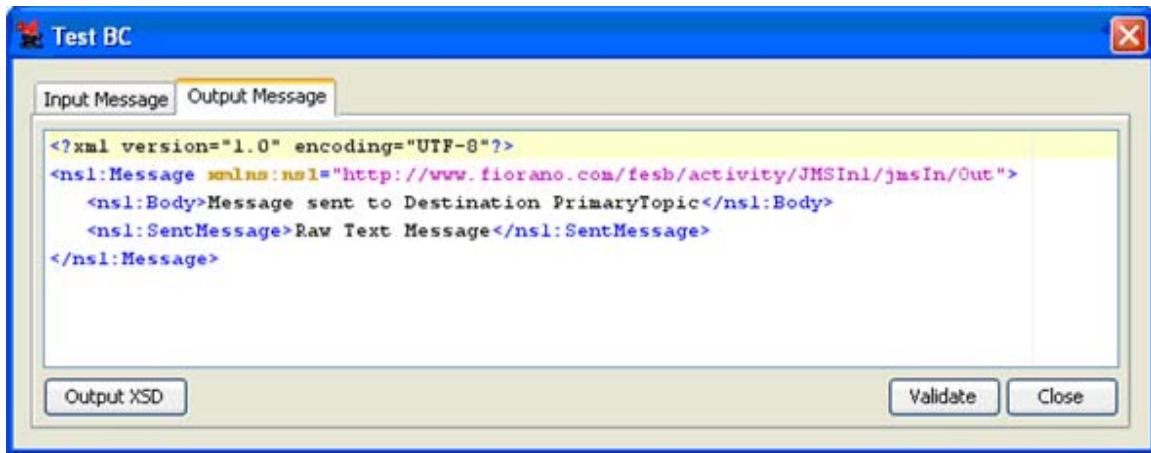 Test BC
Input Message Output Message
<?xml version="1.0" encoding="UTF-8"?>
<ns1:Message xmlns:ns1="http://www.fiorano.com/fesb/activity/JMSIn1/jmsIn/Out">
<ns1:Body>Message sent to Destination PrimaryTopic</ns1:Body>
<ns1:SentMessage>Raw Text Message</ns1:SentMessage>
</ns1:Message>
Output XSD Validate Close